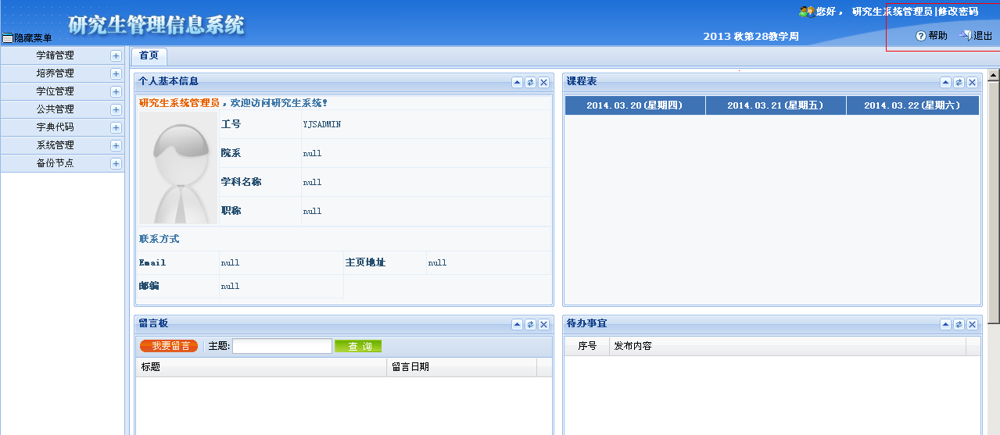 研究生管理信息系统
您好， 研究生系统管理员|修改密码
隐藏菜单
2013 秋第28教学周
帮助 退出
学籍管理
培养管理
学位管理
公共管理
字典代码
系统管理
备份节点
首页
个人基本信息
研究生系统管理员，欢迎访问研究生系统！
工号 YJSADMIN
院系 null
学科名称 null
职称 null
联系方式
Email null 主页地址 null
邮编 null
课程表
2014.03.20(星期四) 2014.03.21(星期五) 2014.03.22(星期六)
留言板
我要留言 主题: 查 询
标题 留言日期
待办事宜
序号 发布内容